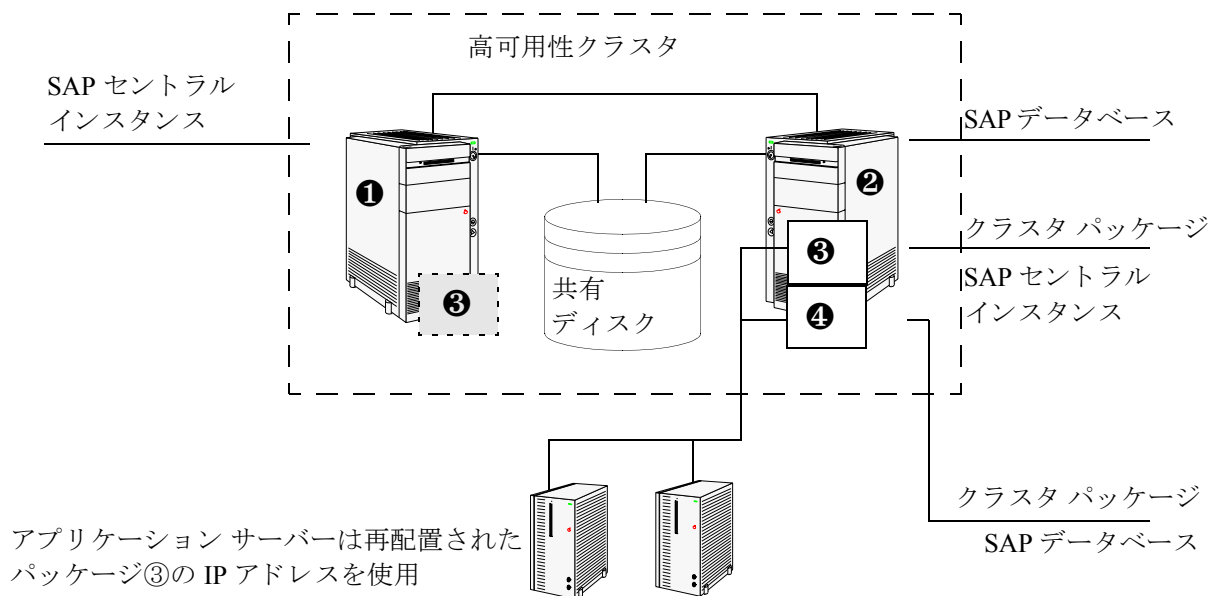 高可用性クラスタ
SAP セントラル
インスタンス
SAP データベース
❶
❷
クラスタ パッケージ
❸
SAP セントラル
インスタンス
共有
ディスク
❸
❹
クラスタ パッケージ
SAP データベース
アプリケーション サーバーは再配置された
パッケージ③の IP アドレスを使用